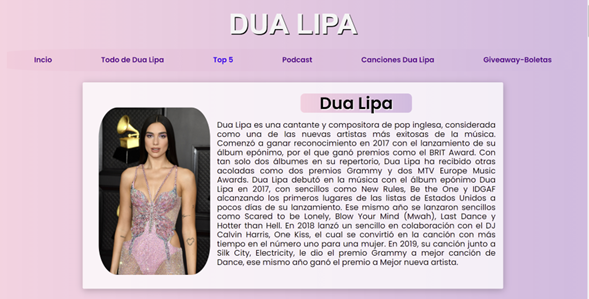 DUA LIPA
Incio
Todo de Dua Lipa
Top 5
Podcast
Canciones Dua Lipa
Giveaway-Boletas
Dua Lipa
Dua Lipa es una cantante y compositora de pop inglesa, considerada
como una de las nuevas artistas más exitosas de la música.
Comenzó a ganar reconocimiento en 2017 con el lanzamiento de su
álbum epónimo, por el que ganó premios como el BRIT Award. Con
tan solo dos álbumes en su repertorio, Dua Lipa ha recibido otras
acoladas como dos premios Grammy y dos MTV Europe Music
Awards. Dua Lipa debutó en la música con el álbum epónimo Dua
Lipa en 2017, con sencillos como New Rules, Be the One y IDGAF
alcanzando los primeros lugares de las listas de Estados Unidos a
pocos días de su lanzamiento. Ese mismo año se lanzaron sencillos
como Scared to be Lonely, Blow Your Mind (Mwah), Last Dance y
Hotter than Hell. En 2018 lanzó un sencillo en colaboración con el DJ
Calvin Harris, One Kiss, el cual se convirtió en la canción con más
tiempo en el número uno para una mujer. En 2019, su canción junto a
Silk City, Electricity, le dio el premio Grammy a mejor canción de
Dance, ese mismo año ganó el premio a Mejor nueva artista.